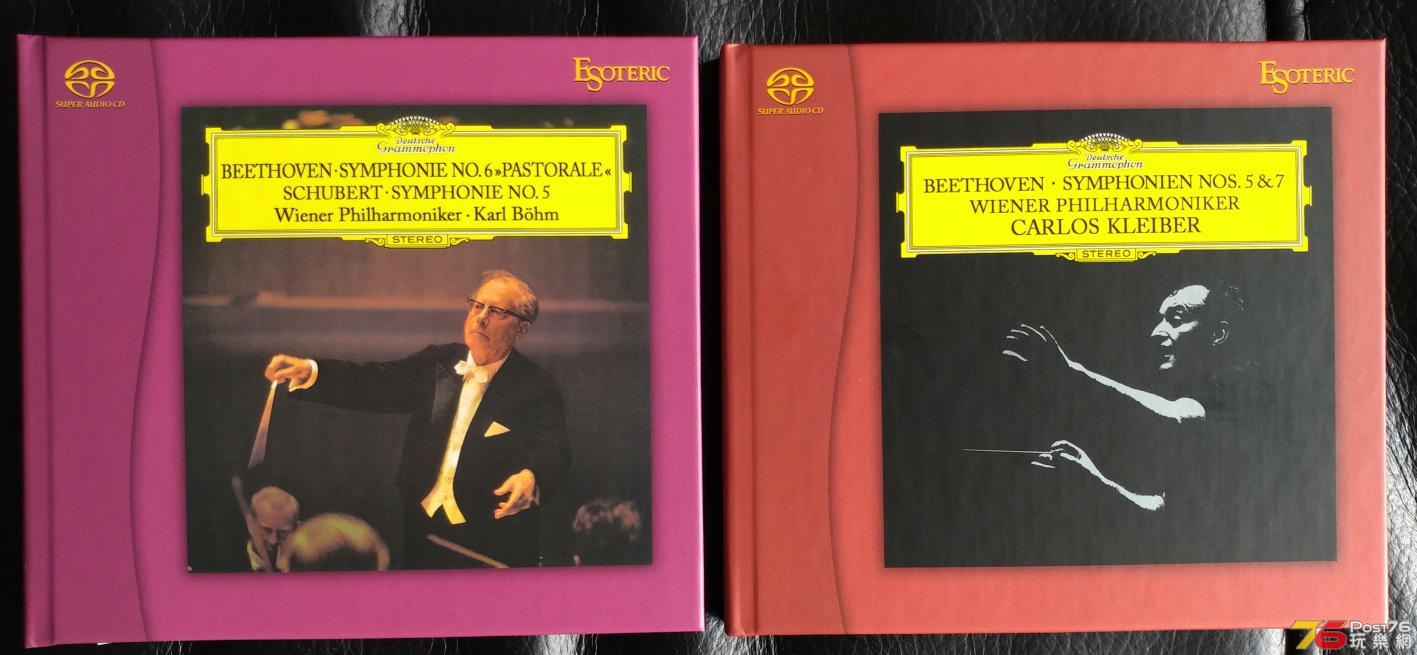 SUPER AUDIO CD
ESOTERIC
Deutsche
Grammophon
BEETHOVEN·SYMPHONIE NO. 6 »PASTORALE«
SCHUBERT·SYMPHONIE NO. 5
Wiener Philharmoniker · Karl Böhm
STEREO
SUPER AUDIO CD
ESOTERIC
Deutsche
Grammophon
BEETHOVEN · SYMPHONIEN NOS. 5 & 7
WIENER PHILHARMONIKER
CARLOS KLEIBER
STEREO
76 Post76
玩樂網